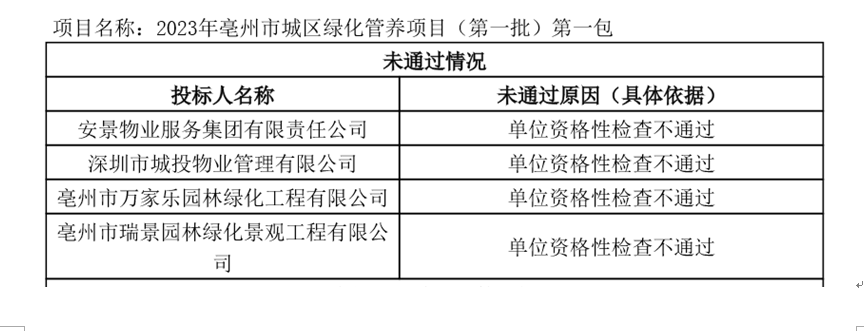 项目名称：2023年亳州市城区绿化管养项目（第一批）第一包
未通过情况
投标人名称 未通过原因（具体依据）
安景物业服务集团有限责任公司 单位资格性检查不通过
深圳市城投物业管理有限公司 单位资格性检查不通过
亳州市万家乐园林绿化工程有限公司 单位资格性检查不通过
亳州市瑞景园林绿化景观工程有限公
司 单位资格性检查不通过